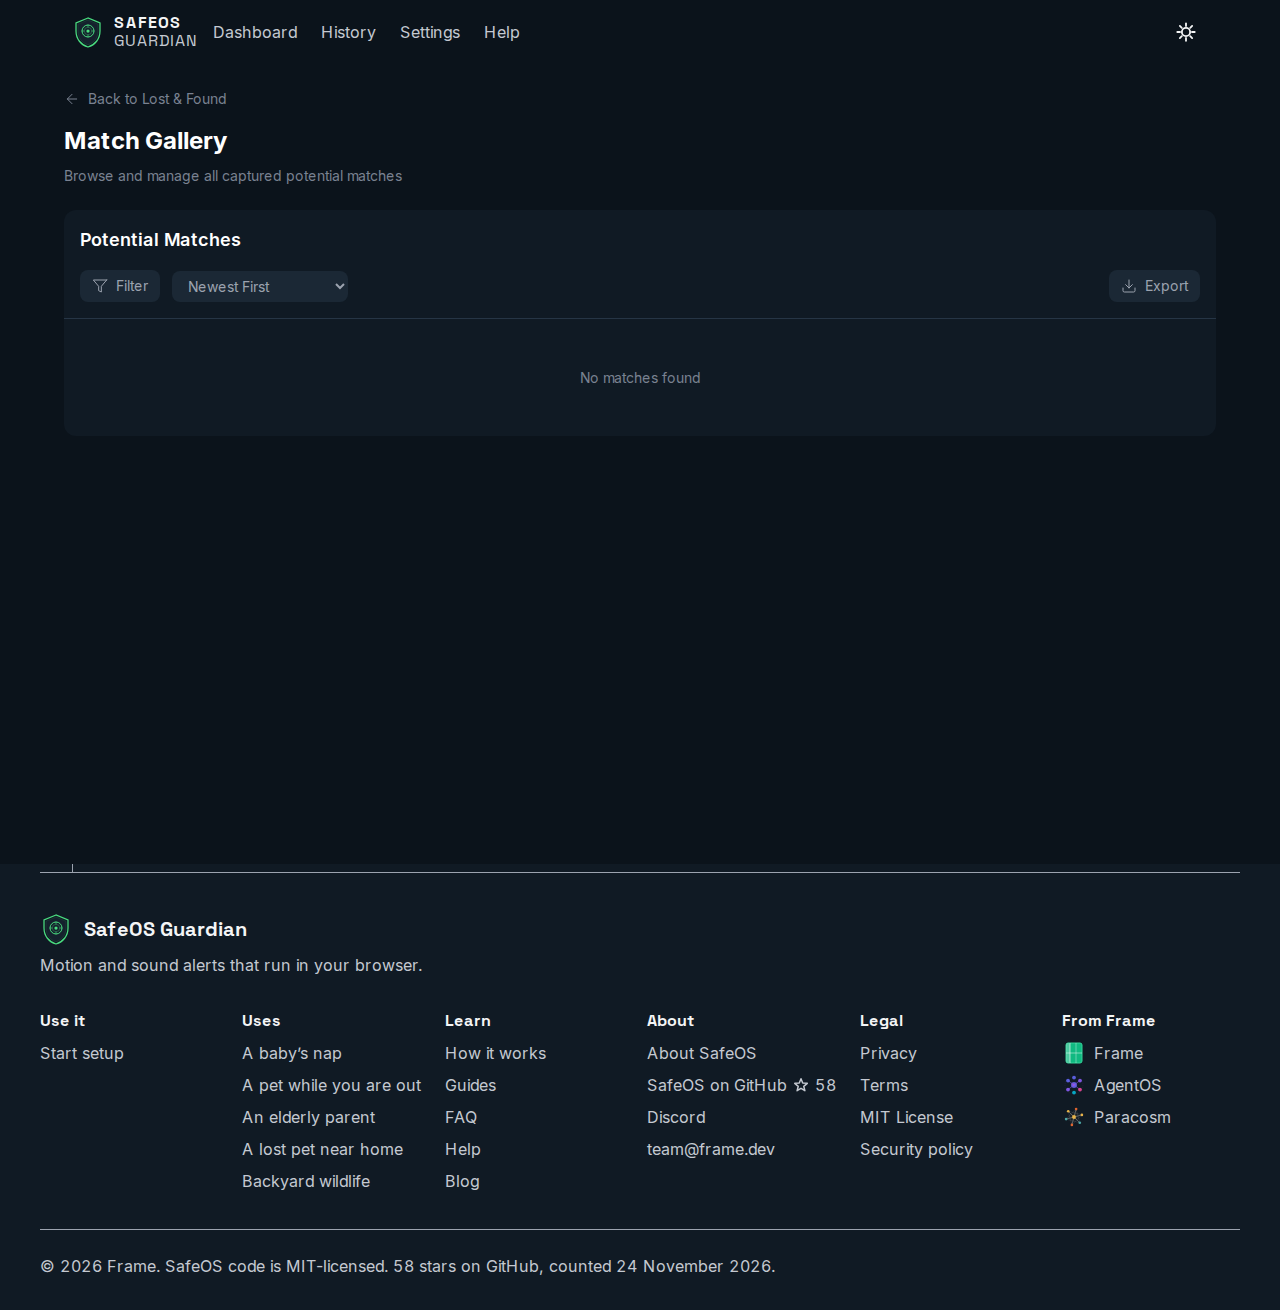 SAFEOS
GUARDIAN
Dashboard
History
Settings
Help
Back to Lost & Found
Match Gallery
Browse and manage all captured potential matches
Potential Matches
Filter
Newest First
Export
No matches found
SafeOS Guardian
Motion and sound alerts that run in your browser.
Use it
Start setup
Uses
A baby’s nap
A pet while you are out
An elderly parent
A lost pet near home
Backyard wildlife
Learn
How it works
Guides
FAQ
Help
Blog
About
About SafeOS
SafeOS on GitHub ☆ 58
Discord
team@frame.dev
Legal
Privacy
Terms
MIT License
Security policy
From Frame
Frame
AgentOS
Paracosm
© 2026 Frame. SafeOS code is MIT-licensed. 58 stars on GitHub, counted 24 November 2026.